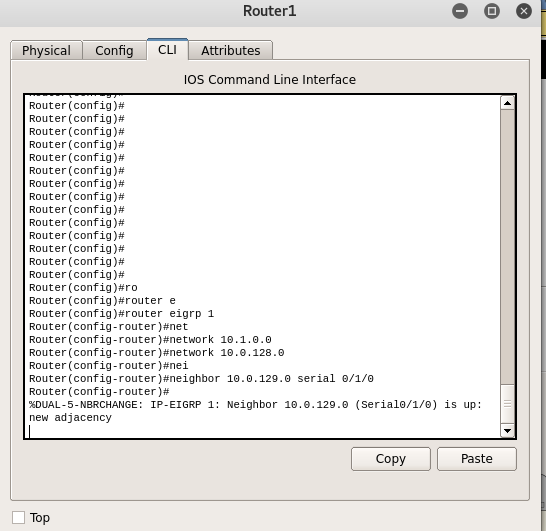 Router1
Physical
Config
CLI
Attributes
IOS Command Line Interface
Router(config)#
Router(config)#
Router(config)#
Router(config)#
Router(config)#
Router(config)#
Router(config)#
Router(config)#
Router(config)#
Router(config)#
Router(config)#
Router(config)#
Router(config)#
Router(config)#
Router(config)#ro
Router(config)#router e
Router(config)#router eigrp 1
Router(config-router)#net
Router(config-router)#network 10.1.0.0
Router(config-router)#network 10.0.128.0
Router(config-router)#nei
Router(config-router)#neighbor 10.0.129.0 serial 0/1/0
Router(config-router)#
%DUAL-5-NBRCHANGE: IP-EIGRP 1: Neighbor 10.0.129.0 (Serial0/1/0) is up:
new adjacency
Copy
Paste
Top